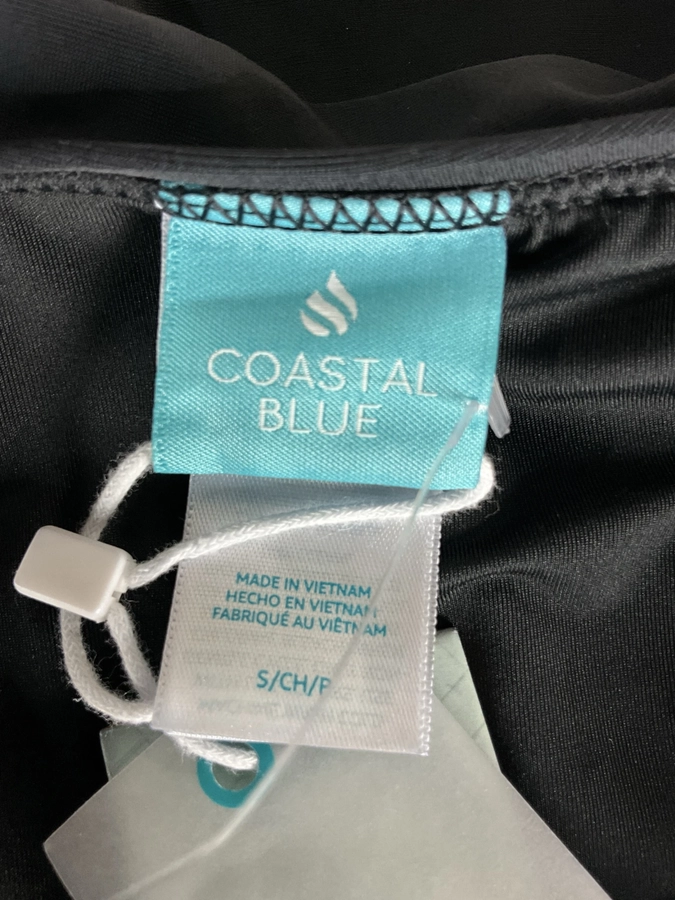 COASTAL
BLUE
MADE IN VIETNAM
HECHO EN VIETNAM
FABRIQUÉ AU VIÊTNAM
S/CH/P